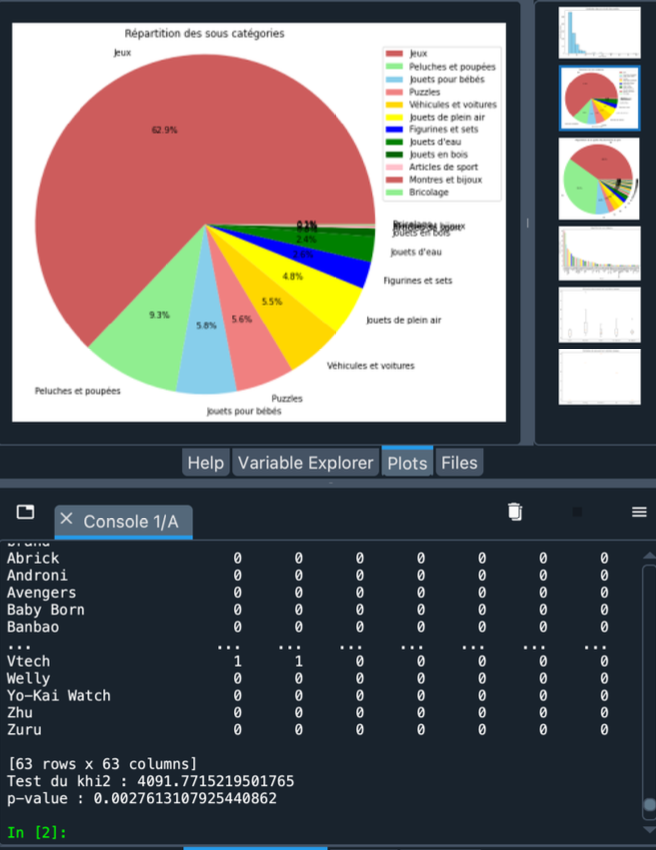 Répartition des sous catégories
Jeux
62.9%
9.3%
5.8%
5.6%
5.5%
4.8%
2.4%
Peluches et poupées
Jouets pour bébés
Puzzles
Véhicules et voitures
Jouets de plein air
Figurines et sets
Jouets d'eau
Jouets en bois
Jeux
Peluches et poupées
Jouets pour bébés
Puzzles
Véhicules et voitures
Jouets de plein air
Figurines et sets
Jouets d'eau
Jouets en bois
Articles de sport
Montres et bijoux
Bricolage
Help Variable Explorer Plots Files
Console 1/A
brand
Abrick 0 0 0 0 0 0 0
Androni 0 0 0 0 0 0 0
Avengers 0 0 0 0 0 0 0
Baby Born 0 0 0 0 0 0 0
Banbao 0 0 0 0 0 0 0
... ... ... ... ... ... ... ...
Vtech 1 1 0 0 0 0 0
Welly 0 0 0 0 0 0 0
Yo-Kai Watch 0 0 0 0 0 0 0
Zhu 0 0 0 0 0 0 0
Zuru 0 0 0 0 0 0 0
[63 rows x 63 columns]
Test du khi2 : 4091.7715219501765
p-value : 0.0027613107925440862
In [2]: